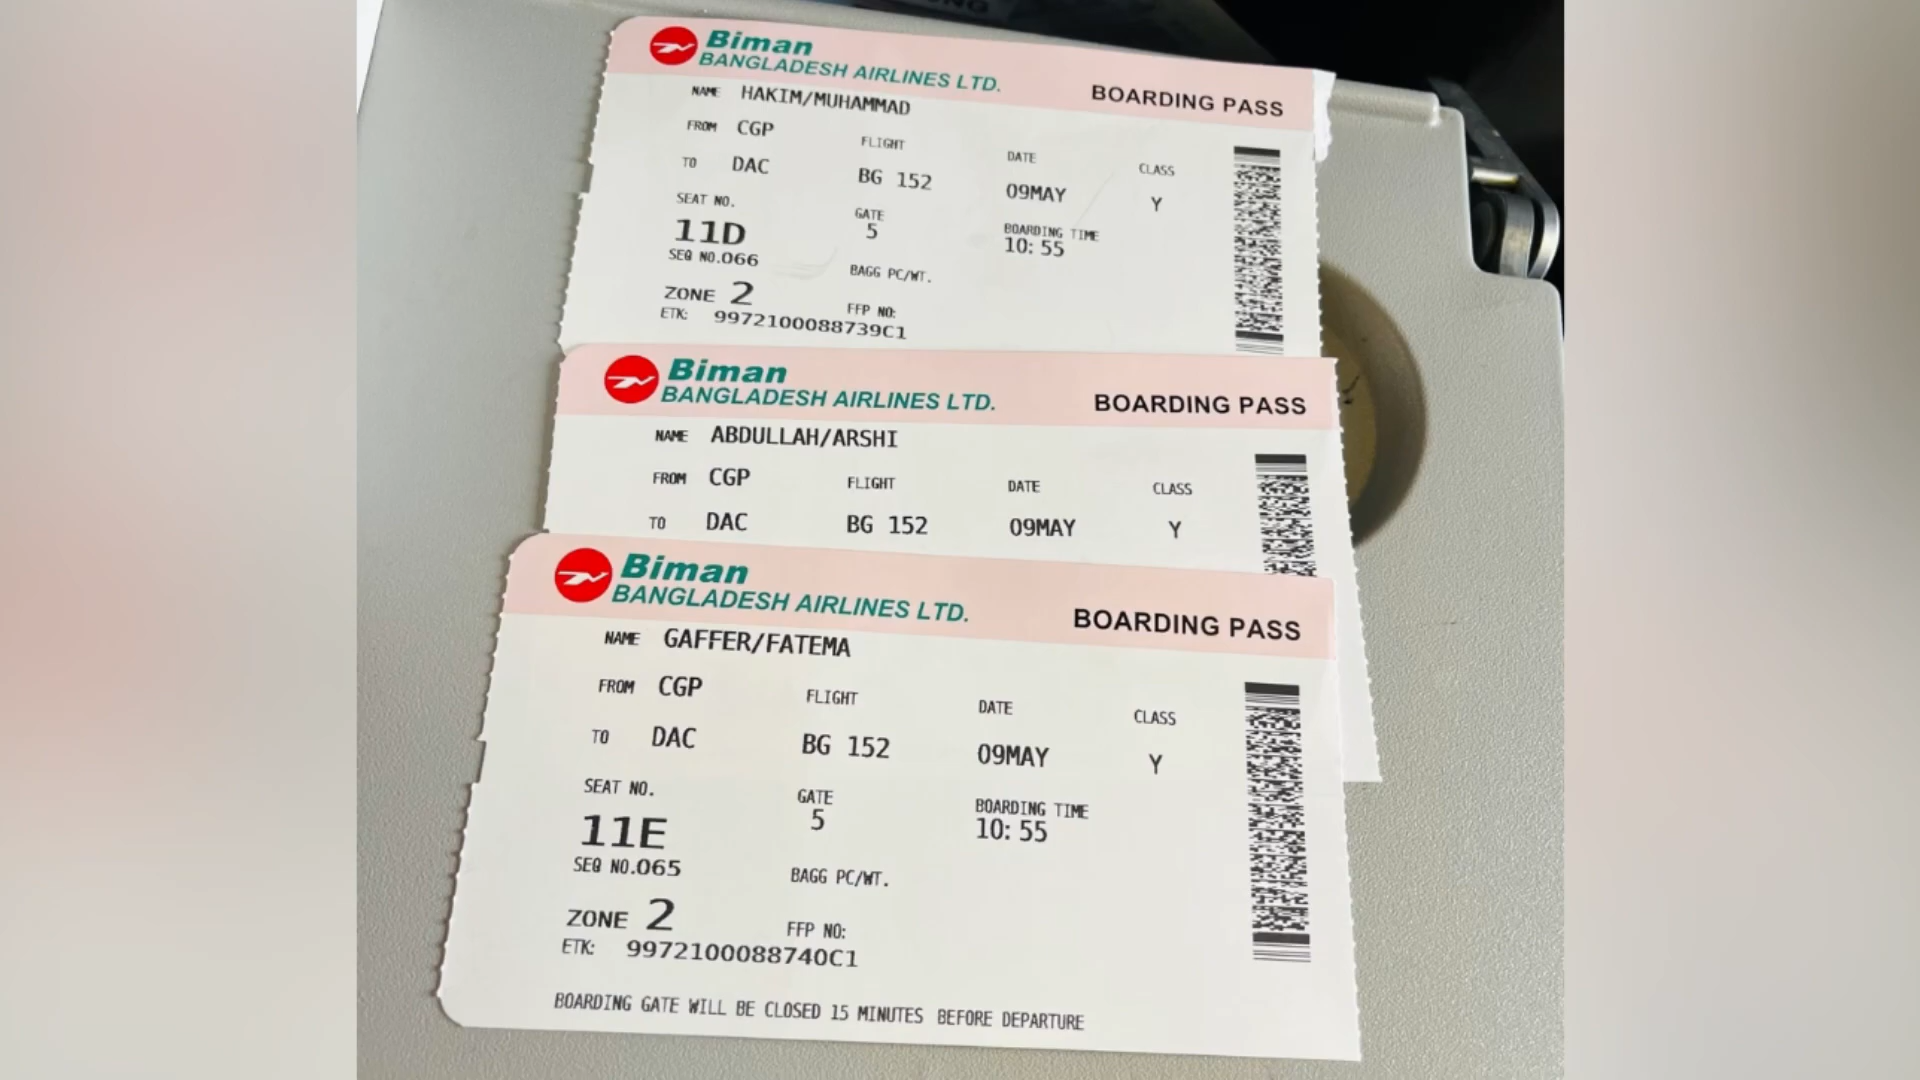 Biman
BANGLADESH AIRLINES LTD.
BOARDING PASS
NAME HAKIM/MUHAMMAD
FROM CGP
FLIGHT
DATE
CLASS
TO DAC
BG 152
09MAY
Y
SEAT NO.
GATE
BOARDING TIME
11D
5
10:55
SEQ NO.066
BAGG PC/WT.
ZONE 2
FFP NO:
ETK: 9972100088739C1
Biman
BANGLADESH AIRLINES LTD.
BOARDING PASS
NAME ABDULLAH/ARSHI
FROM CGP
FLIGHT
DATE
CLASS
TO DAC
BG 152
09MAY
Y
Biman
BANGLADESH AIRLINES LTD.
BOARDING PASS
NAME GAFFER/FATEMA
FROM CGP
FLIGHT
DATE
CLASS
TO DAC
BG 152
09MAY
Y
SEAT NO.
GATE
BOARDING TIME
11E
5
10:55
SEQ NO.065
BAGG PC/WT.
ZONE 2
FFP NO:
ETK: 9972100088740C1
BOARDING GATE WILL BE CLOSED 15 MINUTES BEFORE DEPARTURE